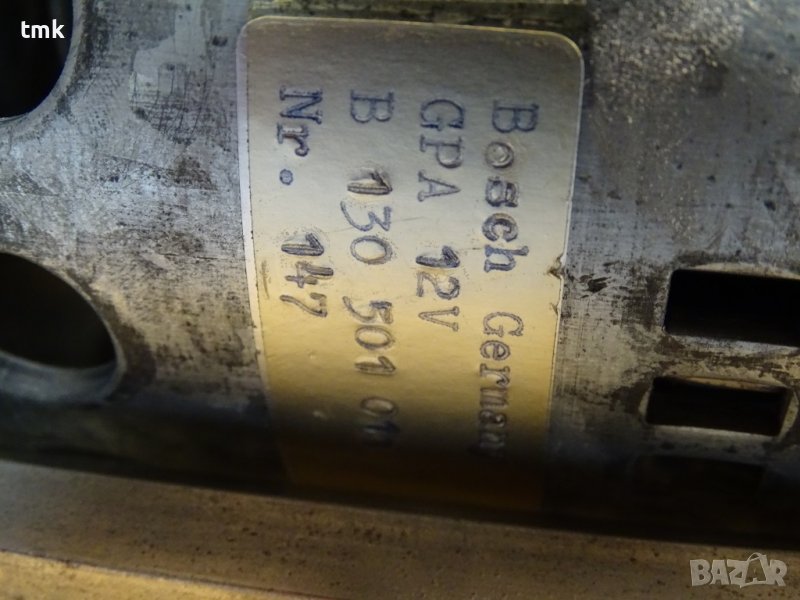 tmk
Bosch Germany
GPA 12V
B 130 501 01
Nr. 147
BAZAR